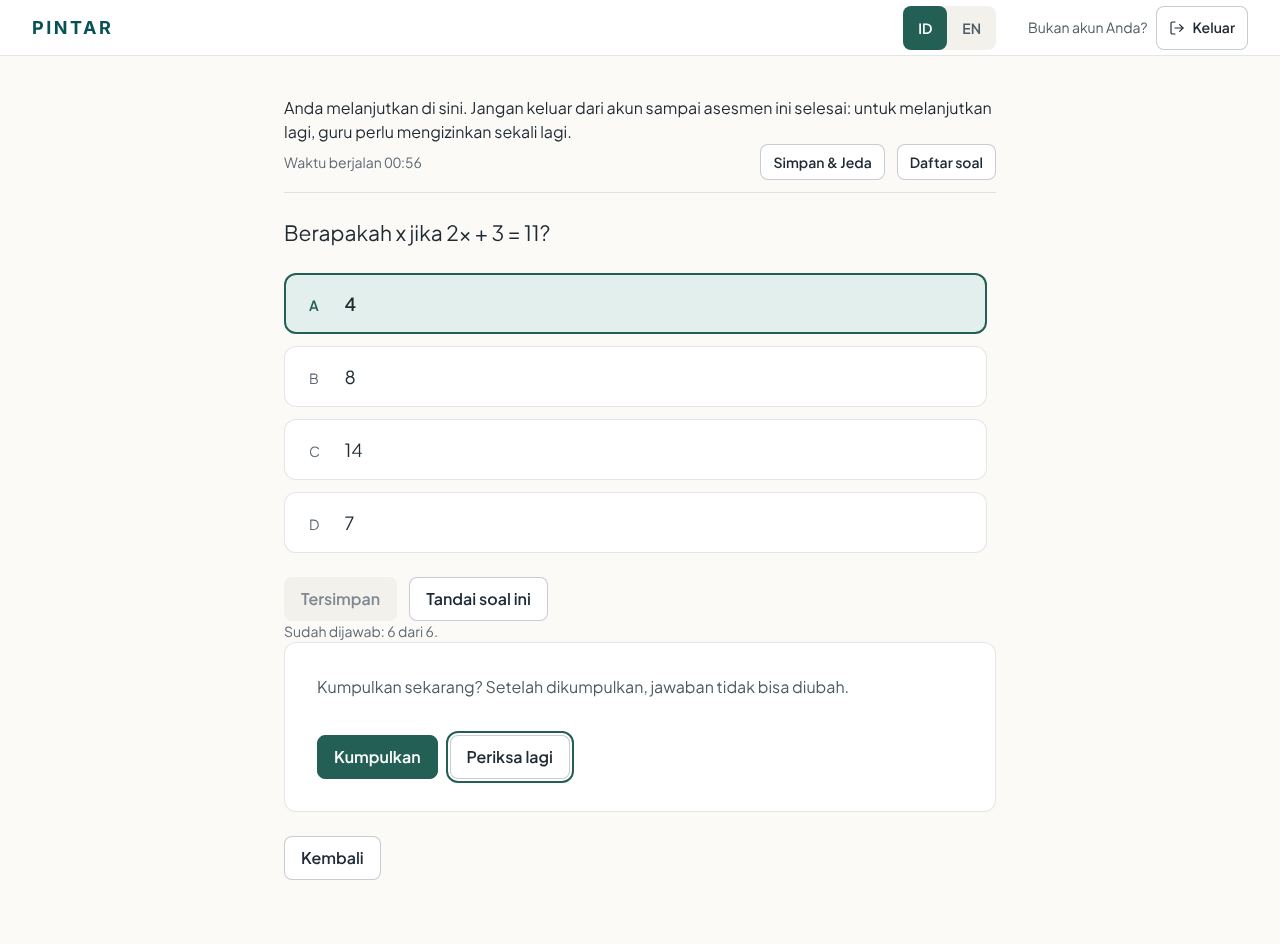 PINTAR
ID EN Bukan akun Anda? Keluar
Anda melanjutkan di sini. Jangan keluar dari akun sampai asesmen ini selesai: untuk melanjutkan
lagi, guru perlu mengizinkan sekali lagi.
Waktu berjalan 00:56 Simpan & Jeda Daftar soal
Berapakah x jika 2x + 3 = 11?
A 4
B 8
C 14
D 7
Tersimpan Tandai soal ini
Sudah dijawab: 6 dari 6.
Kumpulkan sekarang? Setelah dikumpulkan, jawaban tidak bisa diubah.
Kumpulkan Periksa lagi
Kembali